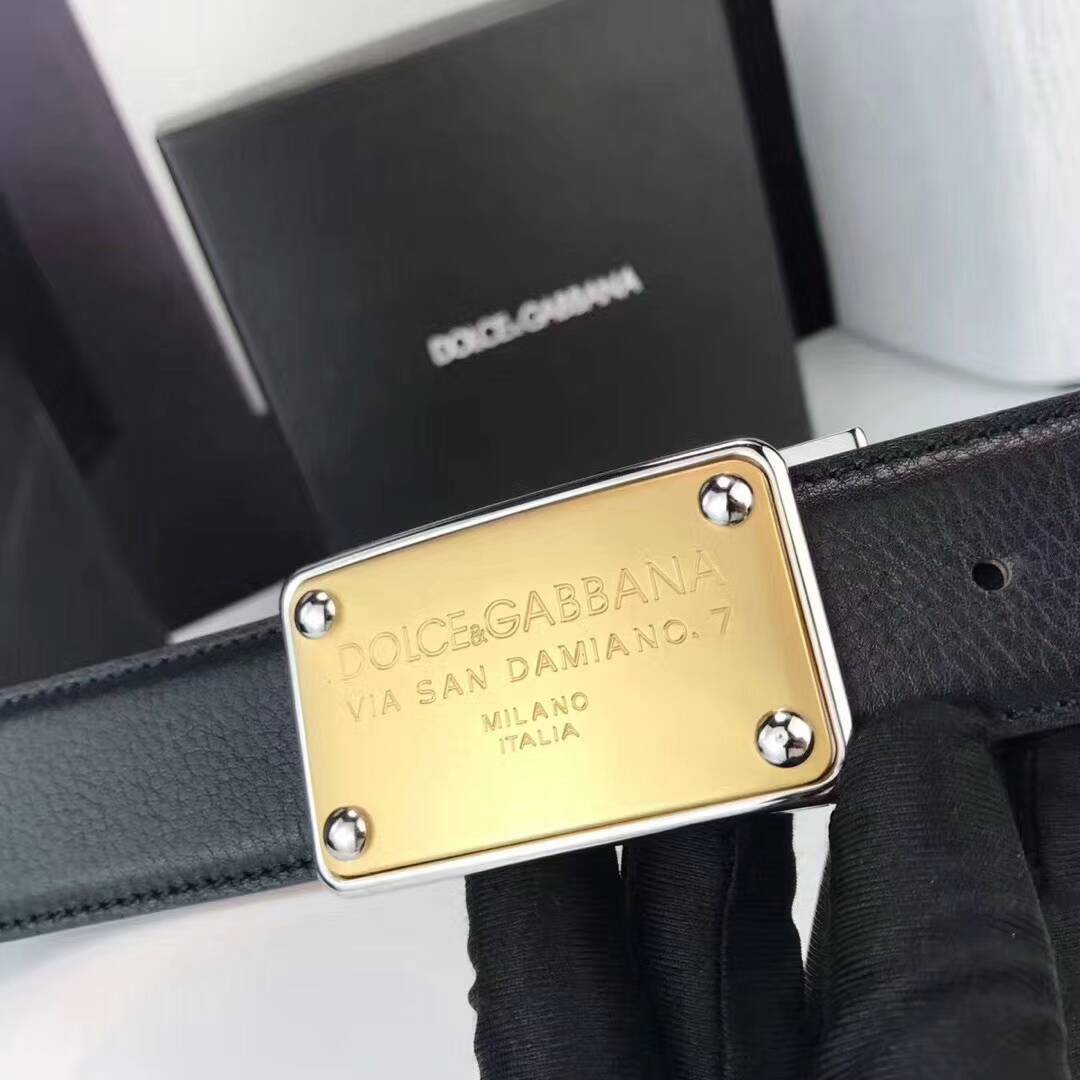 DOLCE&GABBANA
DOLCE&GABBANA
VIA SAN DAMIANO. 7
MILANO
ITALIA